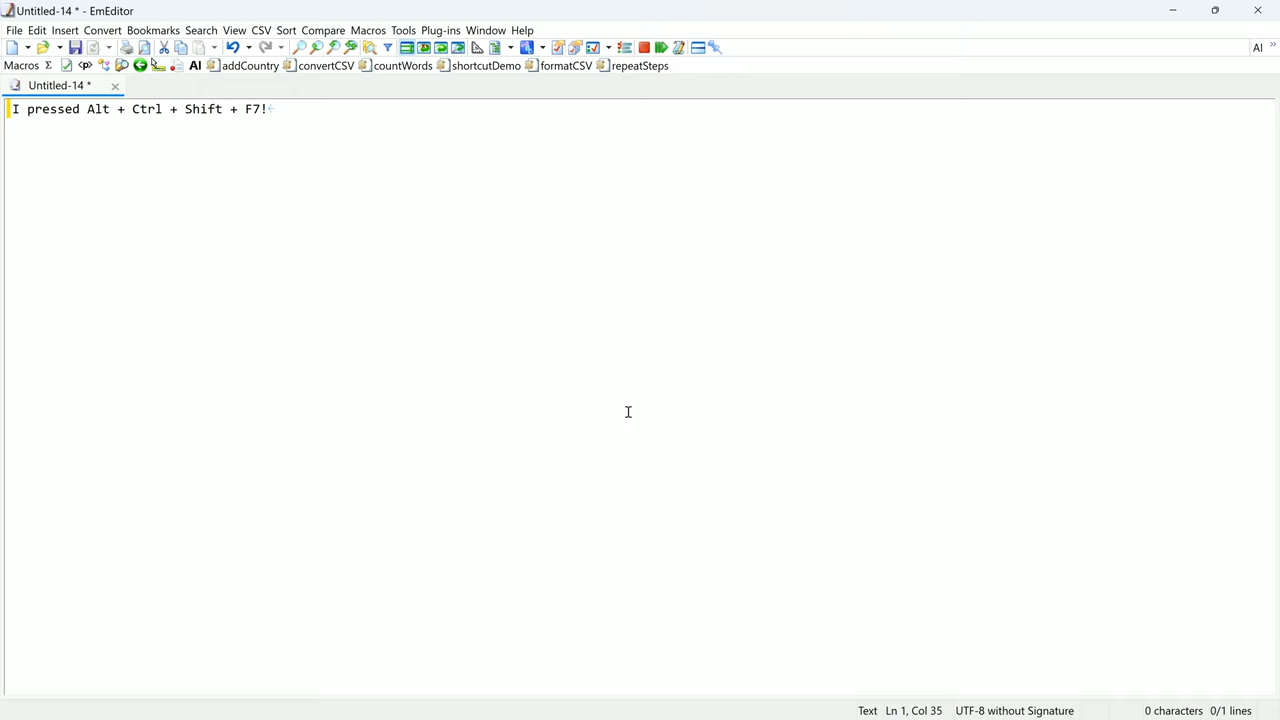 Untitled-14 * - EmEditor
File Edit Insert Convert Bookmarks Search View CSV Sort Compare Macros Tools Plug-ins Window Help
AI »
Macros Σ <p> AI addCountry convertCSV countWords shortcutDemo formatCSV repeatSteps
Untitled-14 *
I pressed Alt + Ctrl + Shift + F7!←
Text Ln 1, Col 35 UTF-8 without Signature 0 characters 0/1 lines